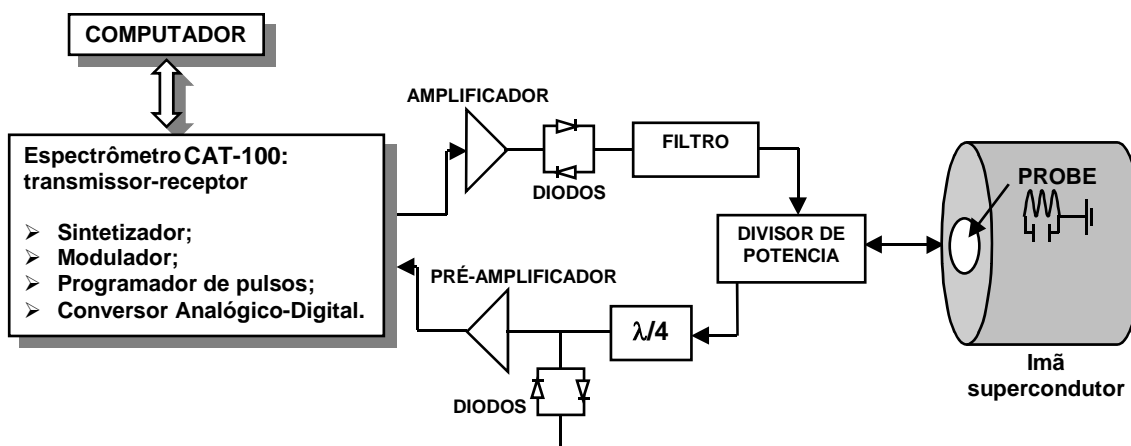 COMPUTADOR
AMPLIFICADOR
Espectrômetro CAT-100:
transmissor-receptor
➢ Sintetizador;
➢ Modulador;
➢ Programador de pulsos;
➢ Conversor Analógico-Digital.
DIODOS
FILTRO
PROBE
DIVISOR DE
POTENCIA
PRÉ-AMPLIFICADOR
λ/4
DIODOS
Imã
supercondutor